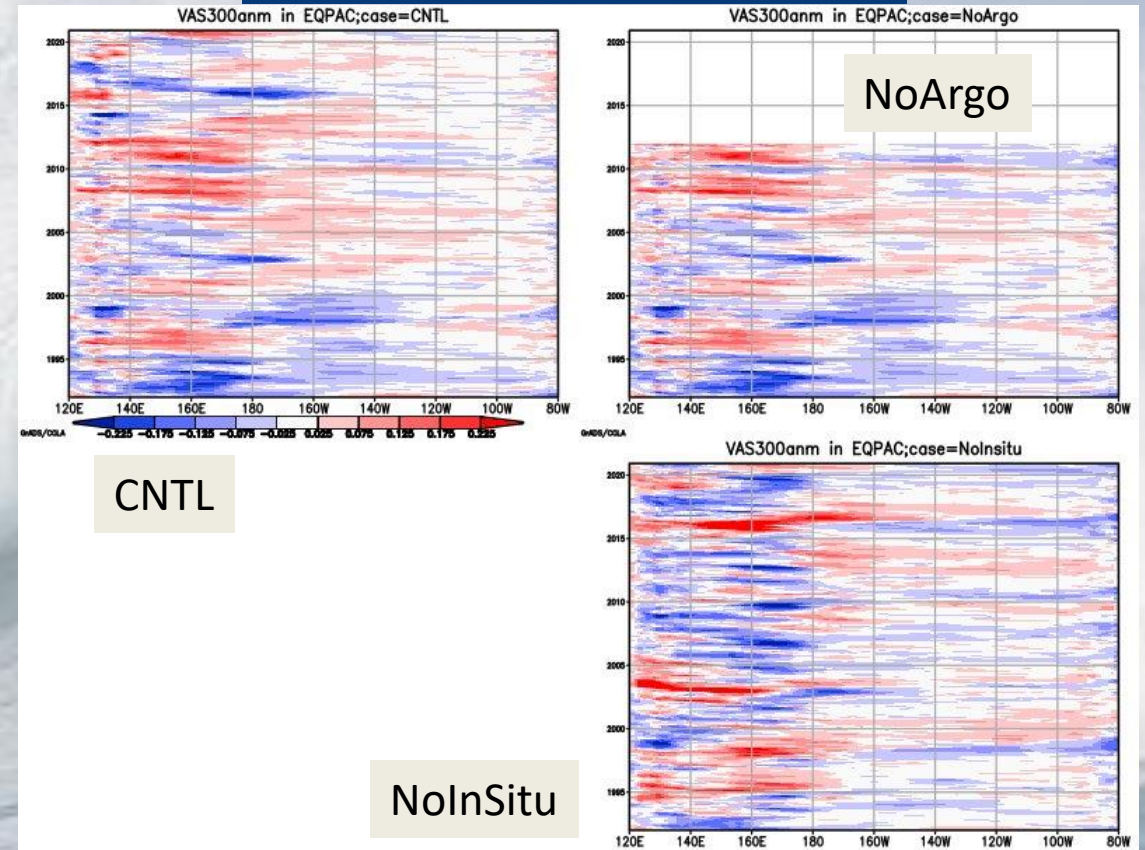 VAS300anm in EQPAC;case=CNTL
2020
2015
2010
2005
2000
1995
120E 140E 160E 180 160W 140W 120W 100W 80W
GrADS/COLA
-0.225 -0.175 -0.125 -0.075 -0.025 0.025 0.075 0.125 0.175 0.225
CNTL
VAS300anm in EQPAC;case=NoArgo
NoArgo
2020
2015
2010
2005
2000
1995
120E 140E 160E 180 160W 140W 120W 100W 80W
GrADS/COLA
VAS300anm in EQPAC;case=NoInsitu
2020
2015
2010
2005
2000
1995
120E 140E 160E 180 160W 140W 120W 100W 80W
NoInSitu